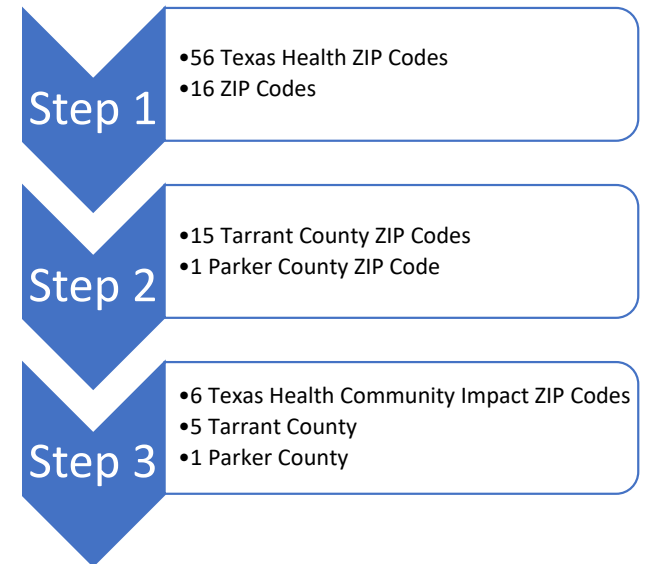 Step 1
•56 Texas Health ZIP Codes
•16 ZIP Codes
Step 2
•15 Tarrant County ZIP Codes
•1 Parker County ZIP Code
Step 3
•6 Texas Health Community Impact ZIP Codes
•5 Tarrant County
•1 Parker County